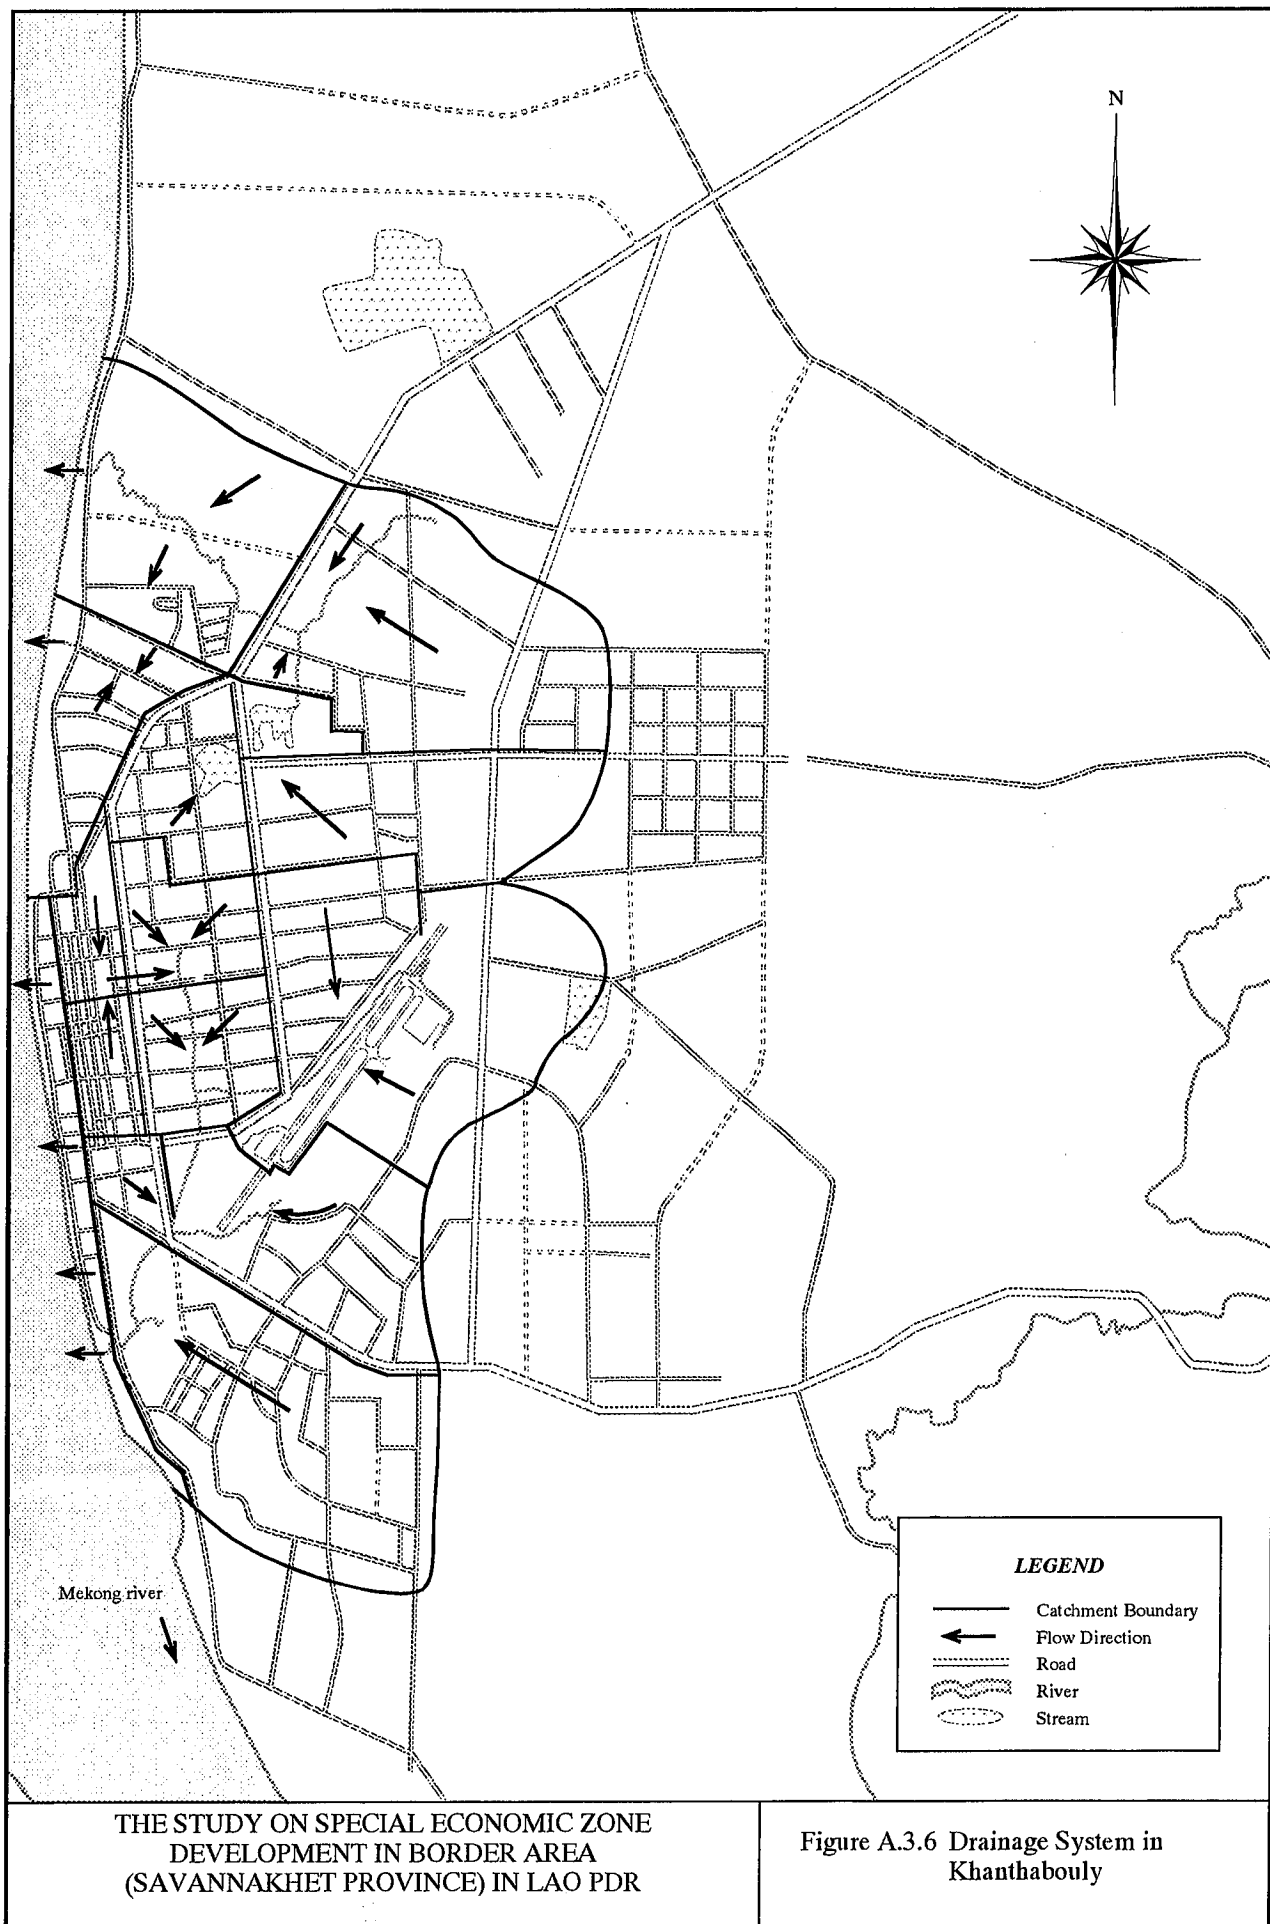 N
Mekong river
LEGEND
Catchment Boundary
Flow Direction
Road
River
Stream
THE STUDY ON SPECIAL ECONOMIC ZONE
DEVELOPMENT IN BORDER AREA
(SAVANNAKHET PROVINCE) IN LAO PDR
Figure A.3.6 Drainage System in
Khanthabouly